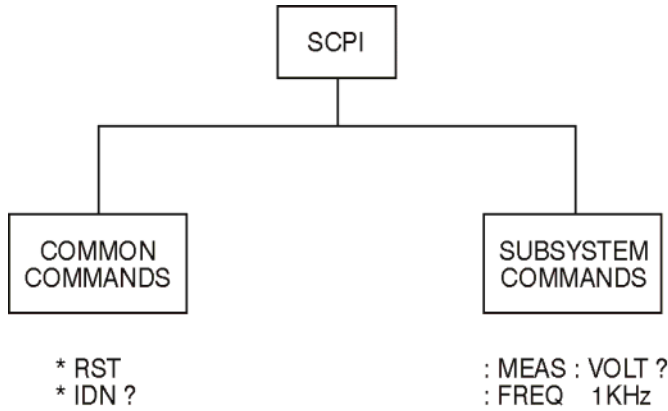 SCPI
COMMON
COMMANDS
SUBSYSTEM
COMMANDS
* RST
* IDN ?
: MEAS : VOLT ?
: FREQ 1KHz